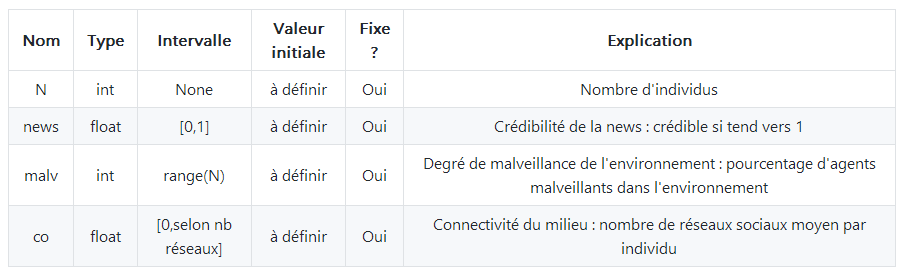 Nom Type Intervalle Valeur initiale Fixe ? Explication
N int None à définir Oui Nombre d'individus
news float [0,1] à définir Oui Crédibilité de la news : crédible si tend vers 1
malv int range(N) à définir Oui Degré de malveillance de l'environnement : pourcentage d'agents
malveillants dans l'environnement
co float [0,selon nb réseaux] à définir Oui Connectivité du milieu : nombre de réseaux sociaux moyen par
individu